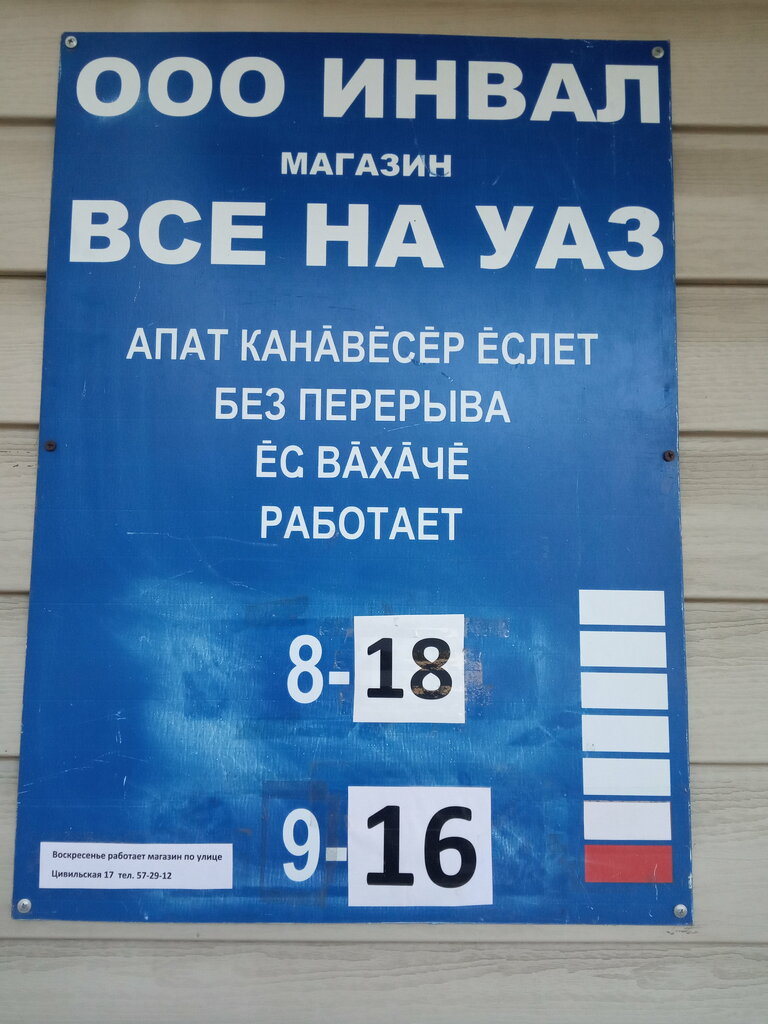 ООО ИНВАЛ
МАГАЗИН
ВСЕ НА УАЗ
АПАТ КАНӐВӖСӖР ӖҪЛЕТ
БЕЗ ПЕРЕРЫВА
ӖҪ ВӐХӐЧӖ
РАБОТАЕТ
8-18
9-16
Воскресенье работает магазин по улице
Цивильская 17 тел. 57-29-12